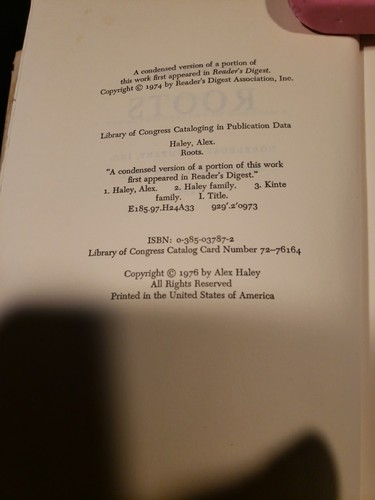 A condensed version of a portion of
this work first appeared in Reader's Digest.
Copyright © 1974 by Reader's Digest Association, Inc.
Library of Congress Cataloging in Publication Data
Haley, Alex.
Roots.
"A condensed version of a portion of this work
first appeared in Reader's Digest."
1. Haley, Alex. 2. Haley family. 3. Kinte
family. I. Title.
E185.97.H24A33 929'.2'0973
ISBN: 0-385-03787-2
Library of Congress Catalog Card Number 72-76164
Copyright © 1976 by Alex Haley
All Rights Reserved
Printed in the United States of America